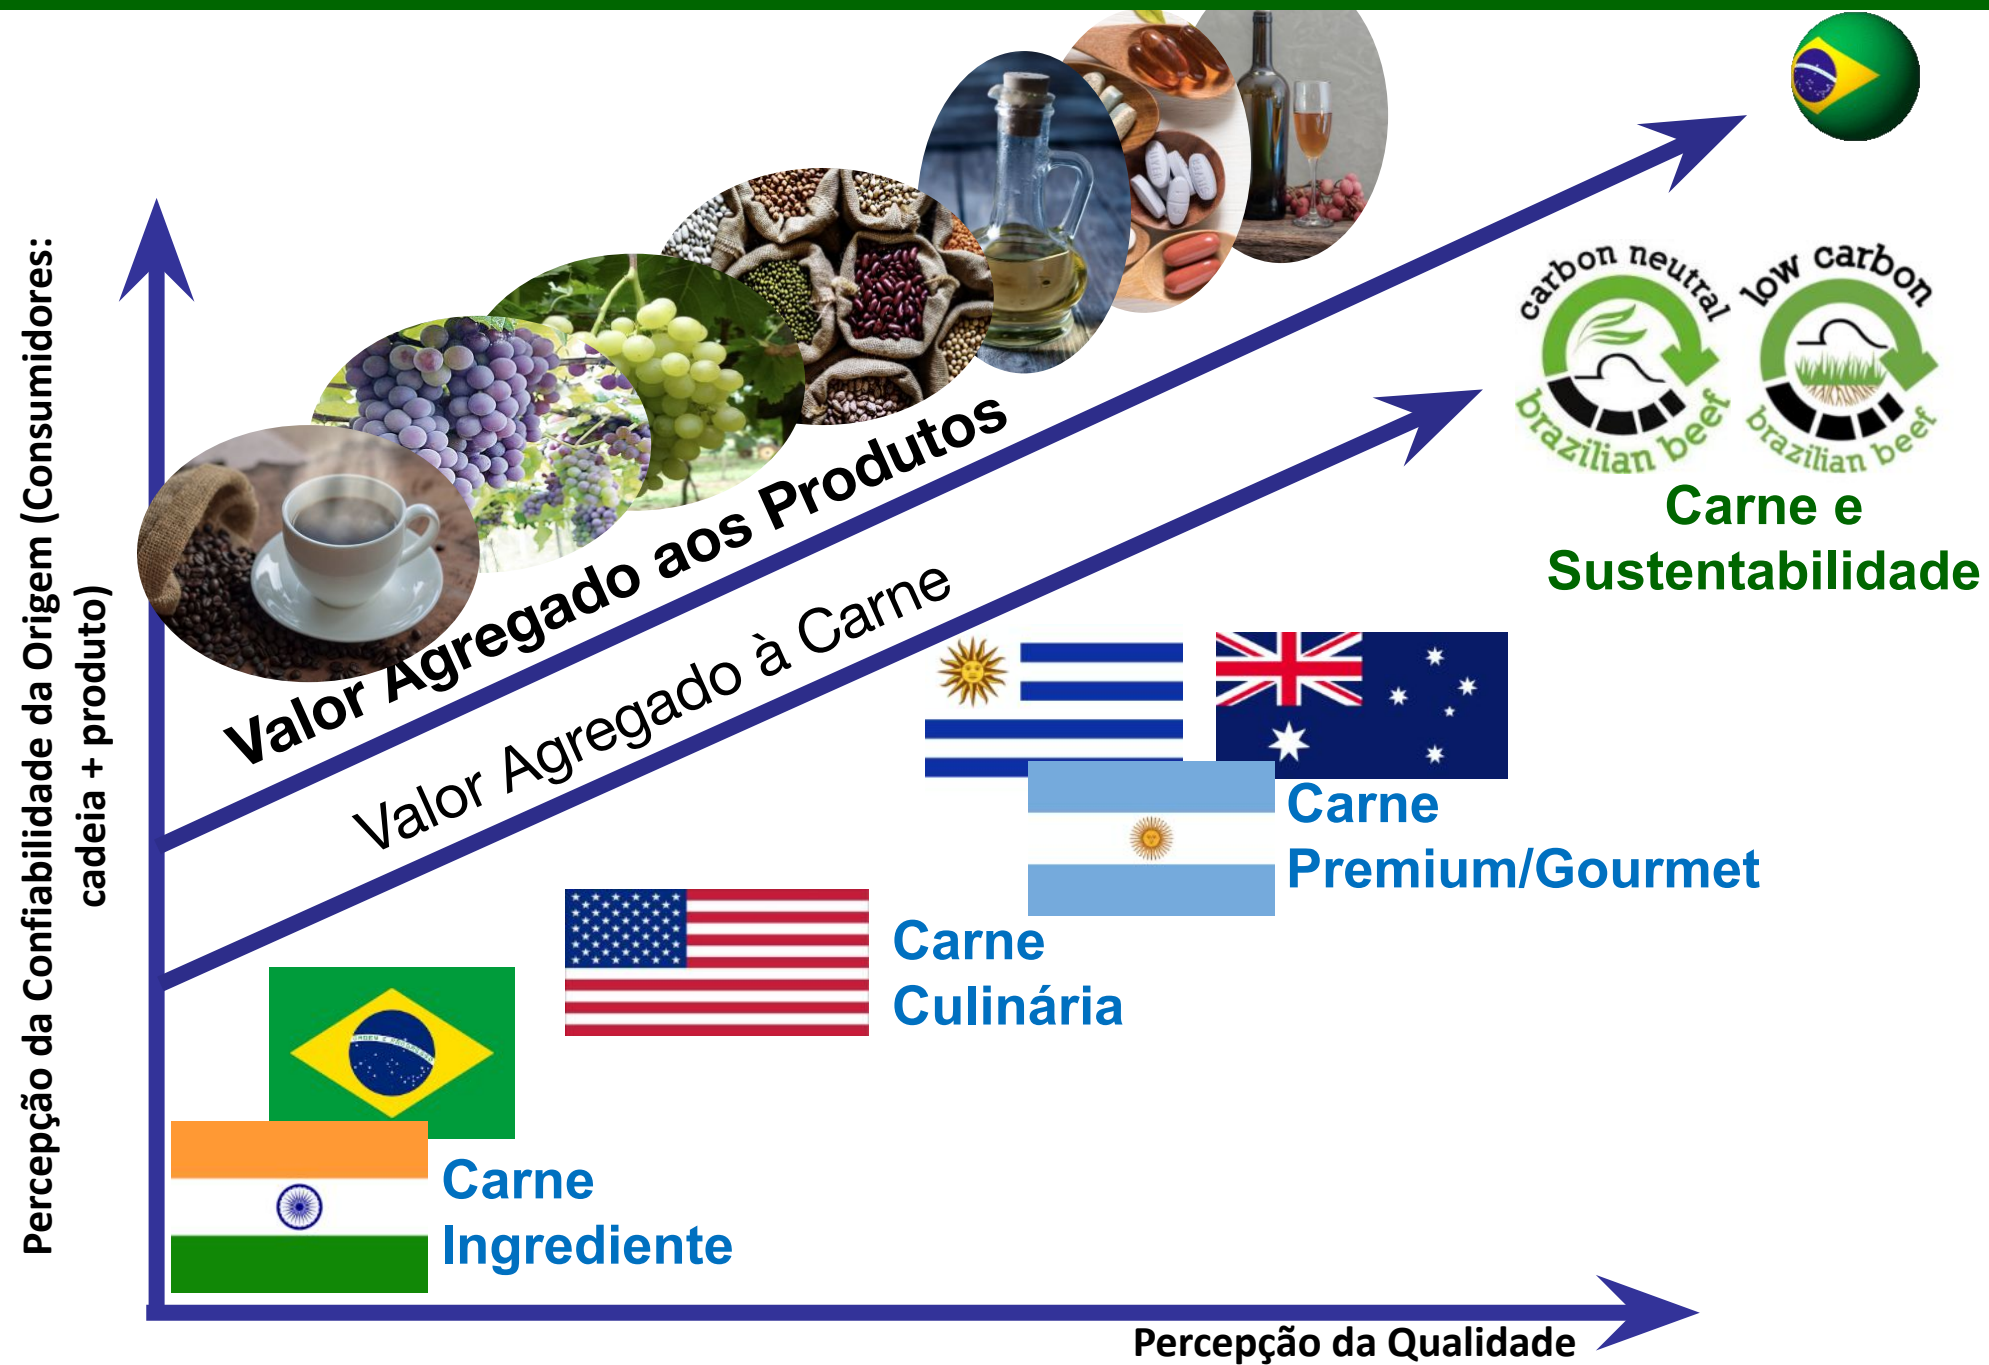 Percepção da Confiabilidade da Origem (Consumidores:
cadeia + produto)
Valor Agregado aos Produtos
Valor Agregado à Carne
carbon neutral
brazilian beef
low carbon
brazilian beef
Carne e
Sustentabilidade
Carne
Premium/Gourmet
Carne
Culinária
Carne
Ingrediente
Percepção da Qualidade